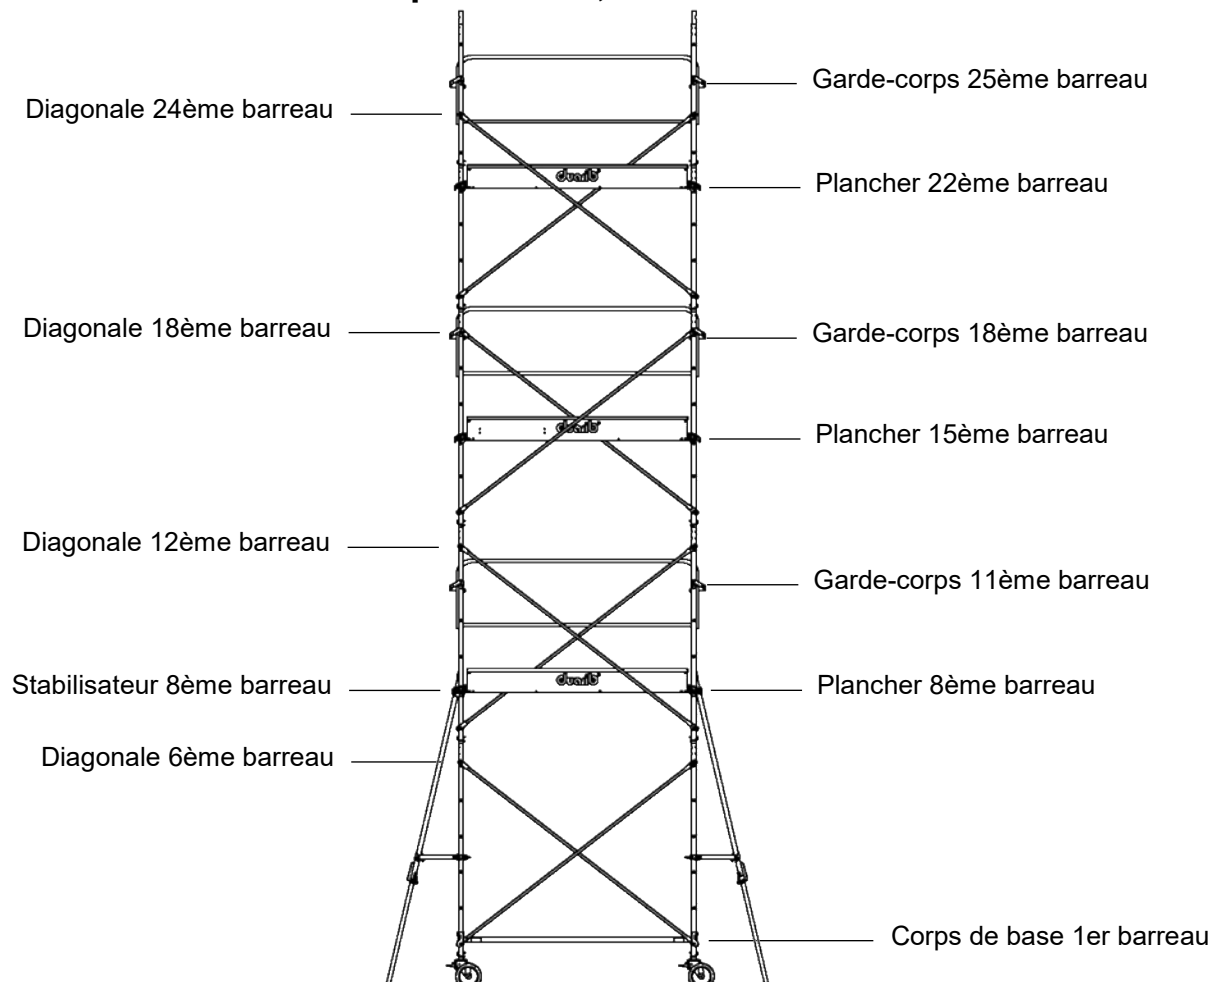 Garde-corps 25ème barreau
Diagonale 24ème barreau
Plancher 22ème barreau
Diagonale 18ème barreau
Garde-corps 18ème barreau
Plancher 15ème barreau
Diagonale 12ème barreau
Garde-corps 11ème barreau
Stabilisateur 8ème barreau
Plancher 8ème barreau
Diagonale 6ème barreau
Corps de base 1er barreau